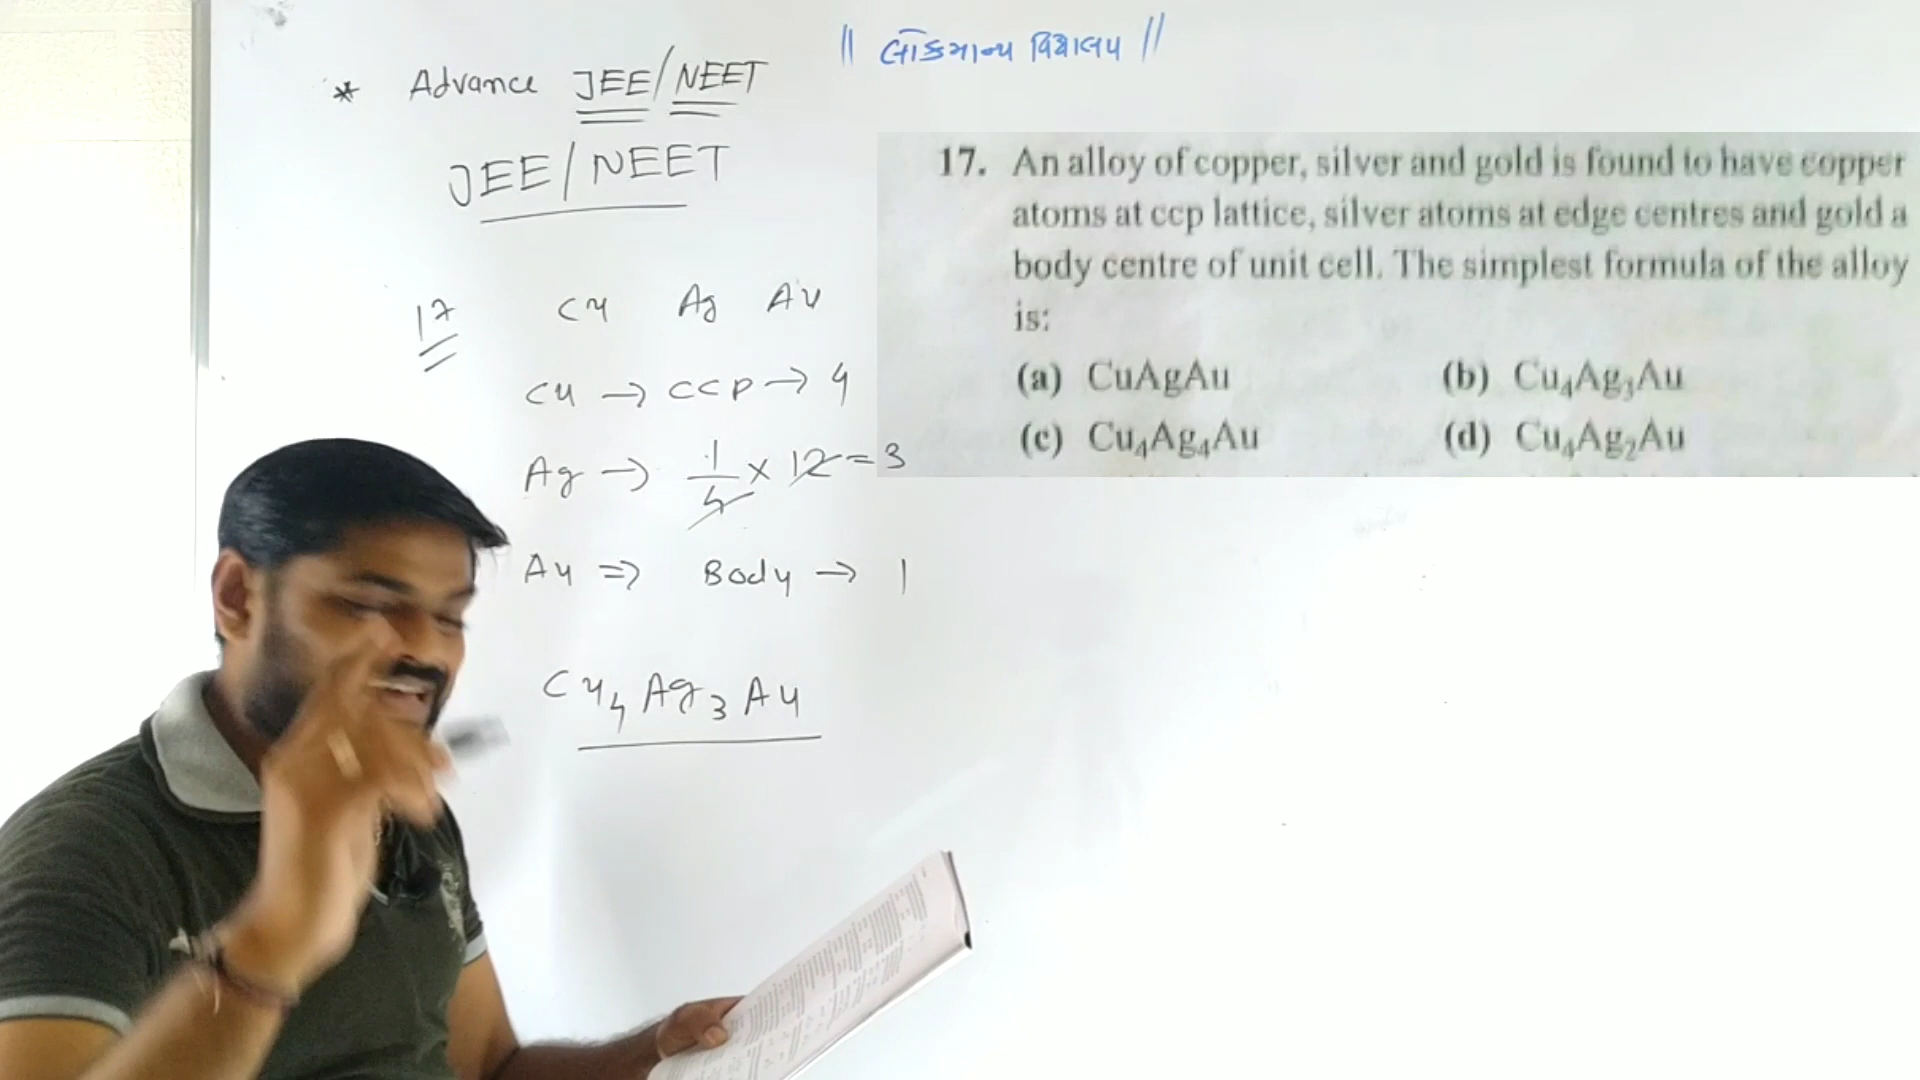 || લોકમાન્ય વિદ્યાલય ||
* Advance JEE/NEET
JEE/NEET
17. An alloy of copper, silver and gold is found to have copper
atoms at ccp lattice, silver atoms at edge centres and gold a
body centre of unit cell. The simplest formula of the alloy
is:
(a) CuAgAu (b) Cu₄Ag₃Au
(c) Cu₄Ag₄Au (d) Cu₄Ag₂Au
17 Cu Ag Au
Cu → CCP → 4
Ag → 1/4 × 12 = 3
Au ⇒ Body → 1
Cu₄Ag₃Au